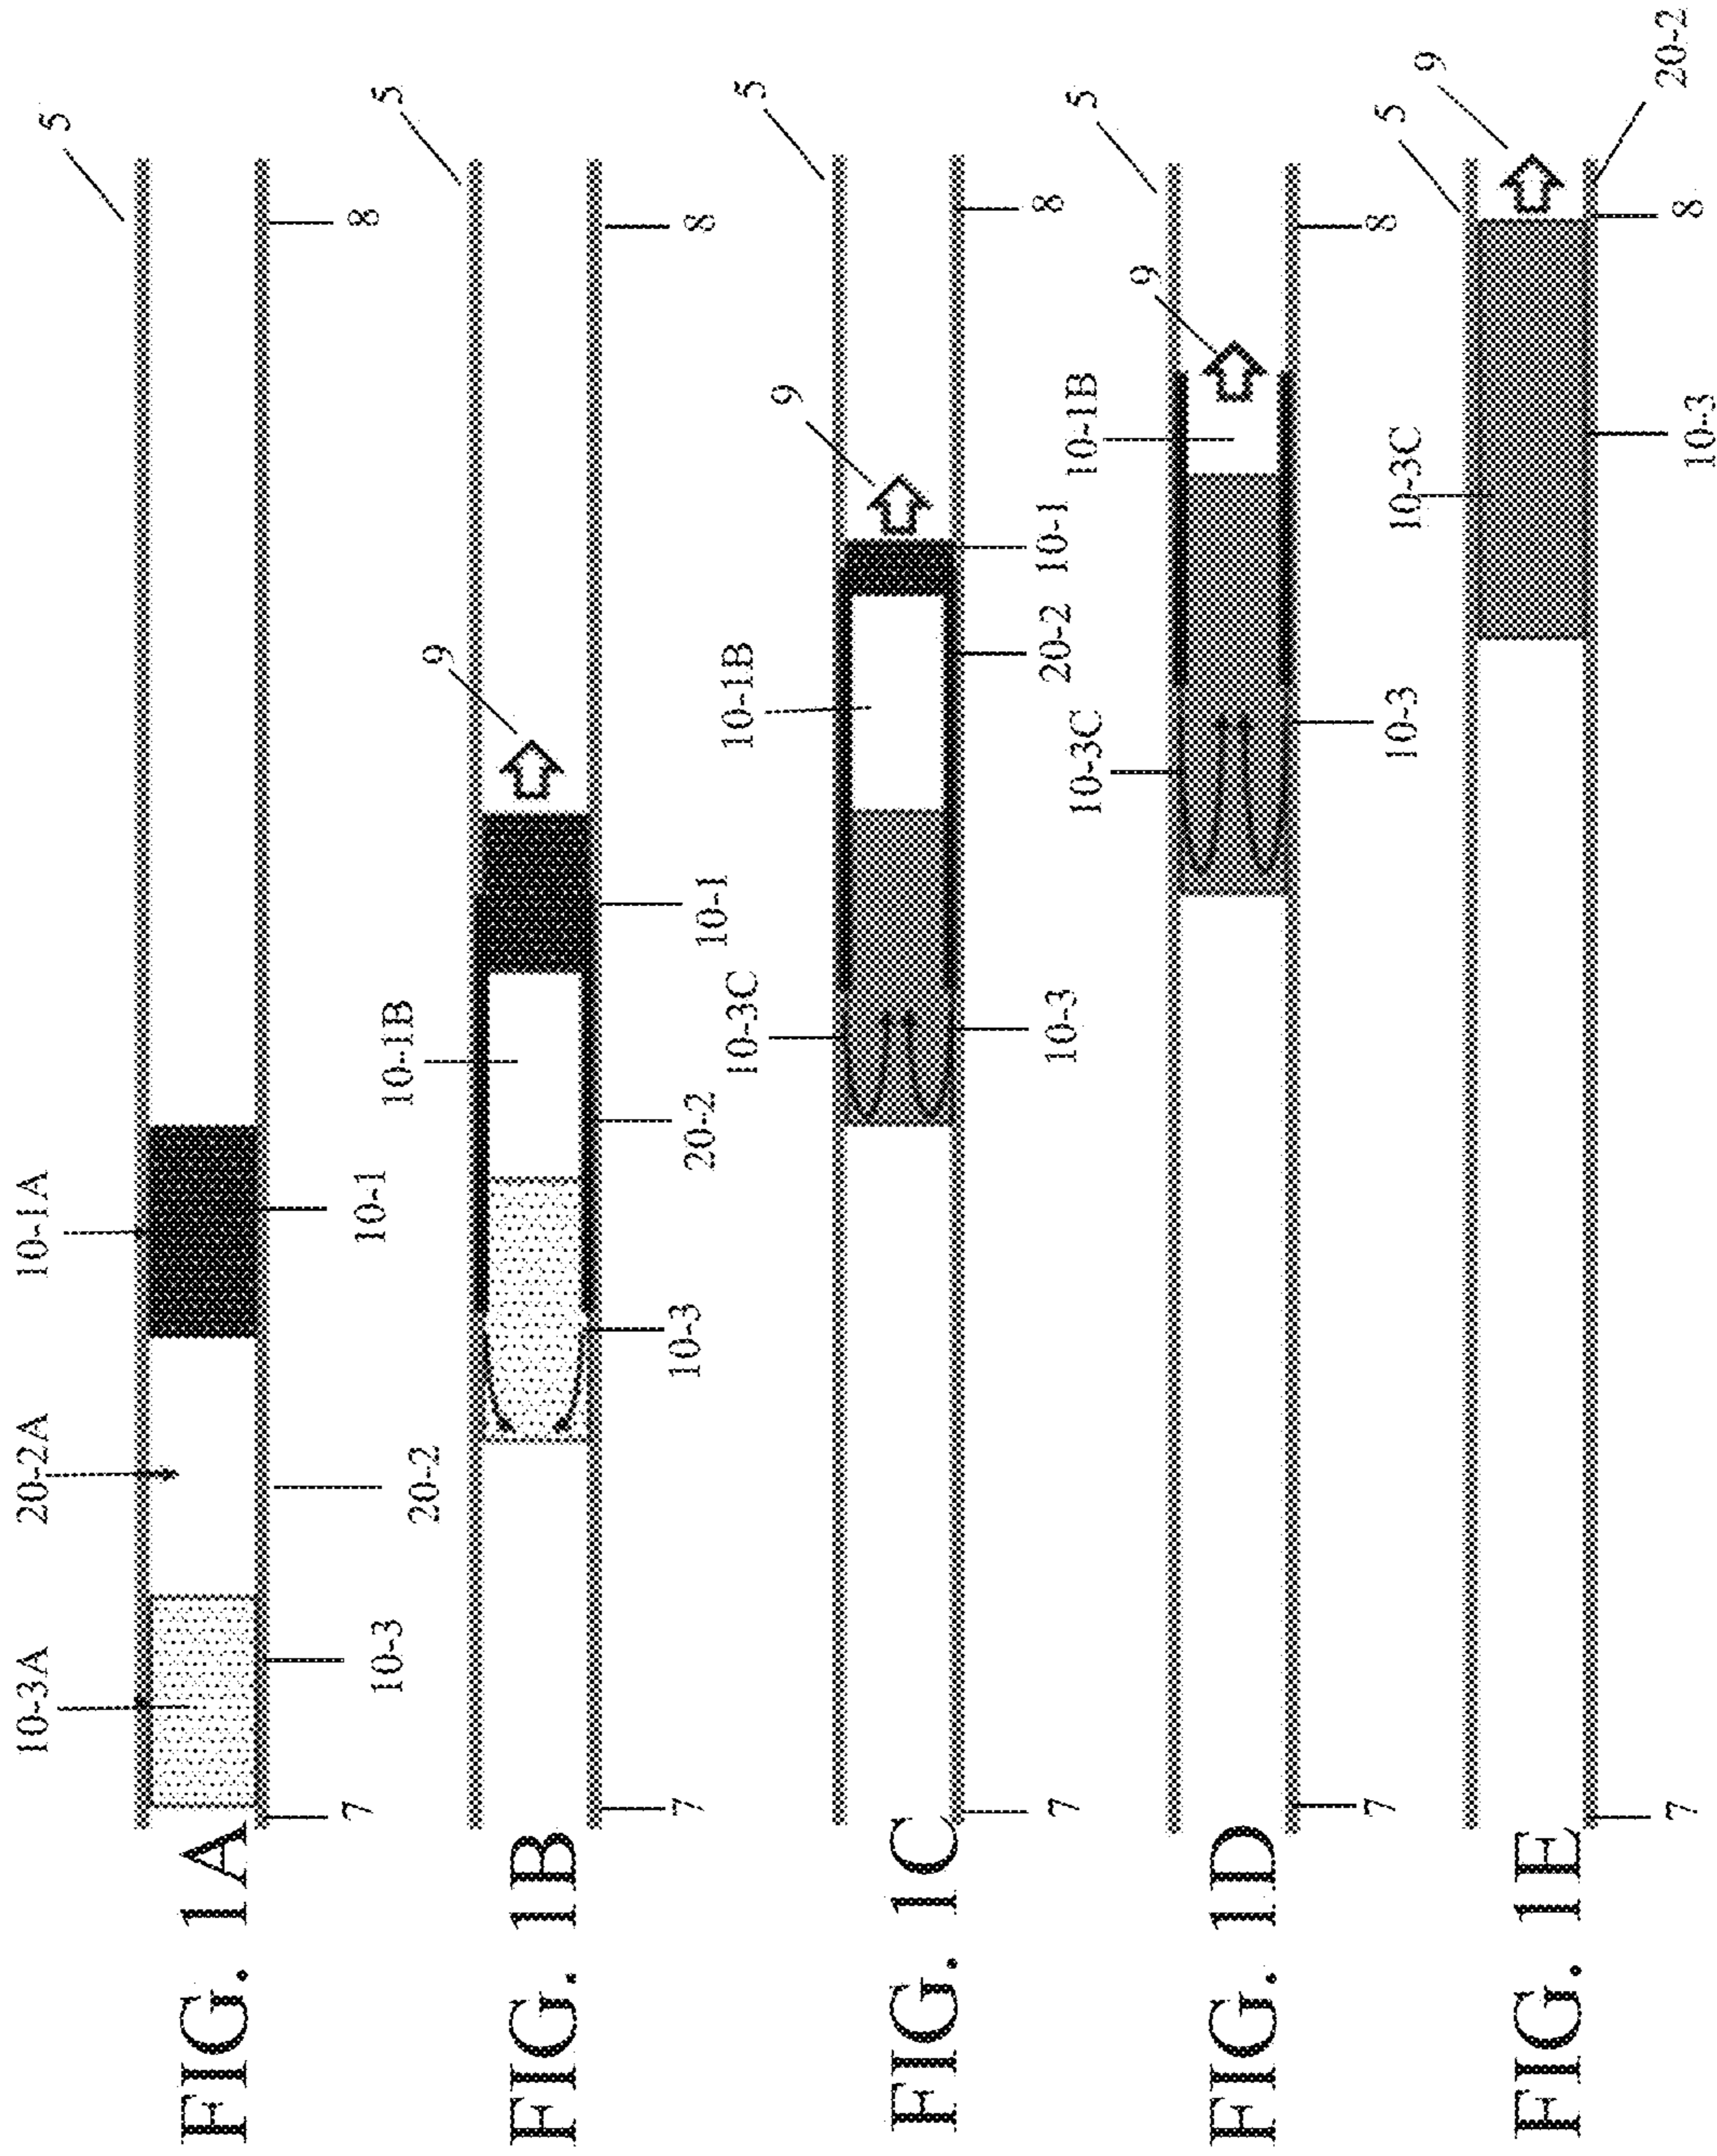 10-3A 20-2A 10-1A 5
FIG. 1A
7 10-3 20-2 10-1 8
10-1B 9 5
FIG. 1B
7 10-3 20-2 10-1 8
10-3C 10-1B 9 5
FIG. 1C
7 10-3 20-2 10-1 8
10-3C 10-1B 9 5
FIG. 1D
7 10-3 8
10-3C 5 9
FIG. 1E
7 10-3 8 20-2